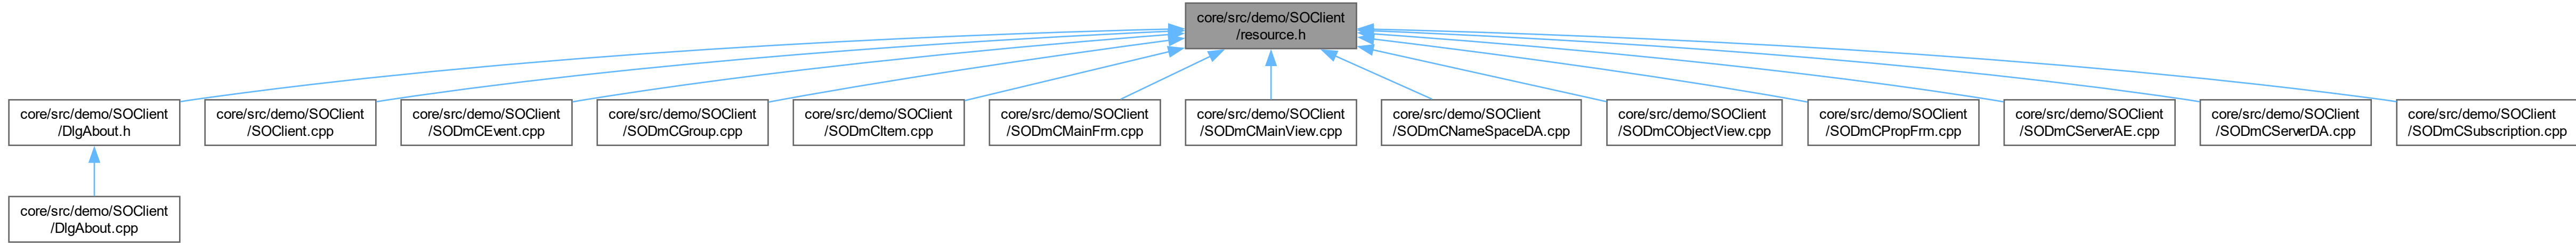 core/src/demo/SOClient
/resource.h
core/src/demo/SOClient
/DlgAbout.h
core/src/demo/SOClient
/SOClient.cpp
core/src/demo/SOClient
/SODmCEvent.cpp
core/src/demo/SOClient
/SODmCGroup.cpp
core/src/demo/SOClient
/SODmCItem.cpp
core/src/demo/SOClient
/SODmCMainFrm.cpp
core/src/demo/SOClient
/SODmCMainView.cpp
core/src/demo/SOClient
/SODmCNameSpaceDA.cpp
core/src/demo/SOClient
/SODmCObjectView.cpp
core/src/demo/SOClient
/SODmCPropFrm.cpp
core/src/demo/SOClient
/SODmCServerAE.cpp
core/src/demo/SOClient
/SODmCServerDA.cpp
core/src/demo/SOClient
/SODmCSubscription.cpp
core/src/demo/SOClient
/DlgAbout.cpp